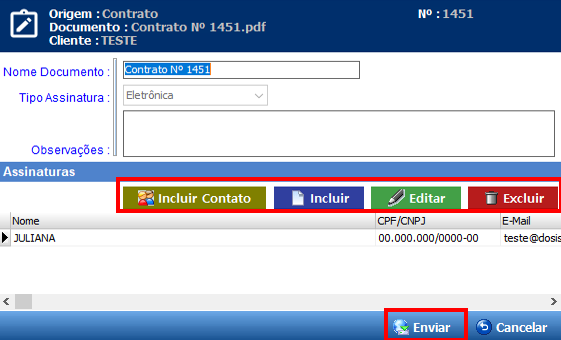 Origem : Contrato Nº : 1451
Documento : Contrato Nº 1451.pdf
Cliente : TESTE
Nome Documento : Contrato Nº 1451
Tipo Assinatura : Eletrônica
Observações :
Assinaturas
Incluir Contato Incluir Editar Excluir
Nome CPF/CNPJ E-Mail
JULIANA 00.000.000/0000-00 teste@dosis
Enviar Cancelar